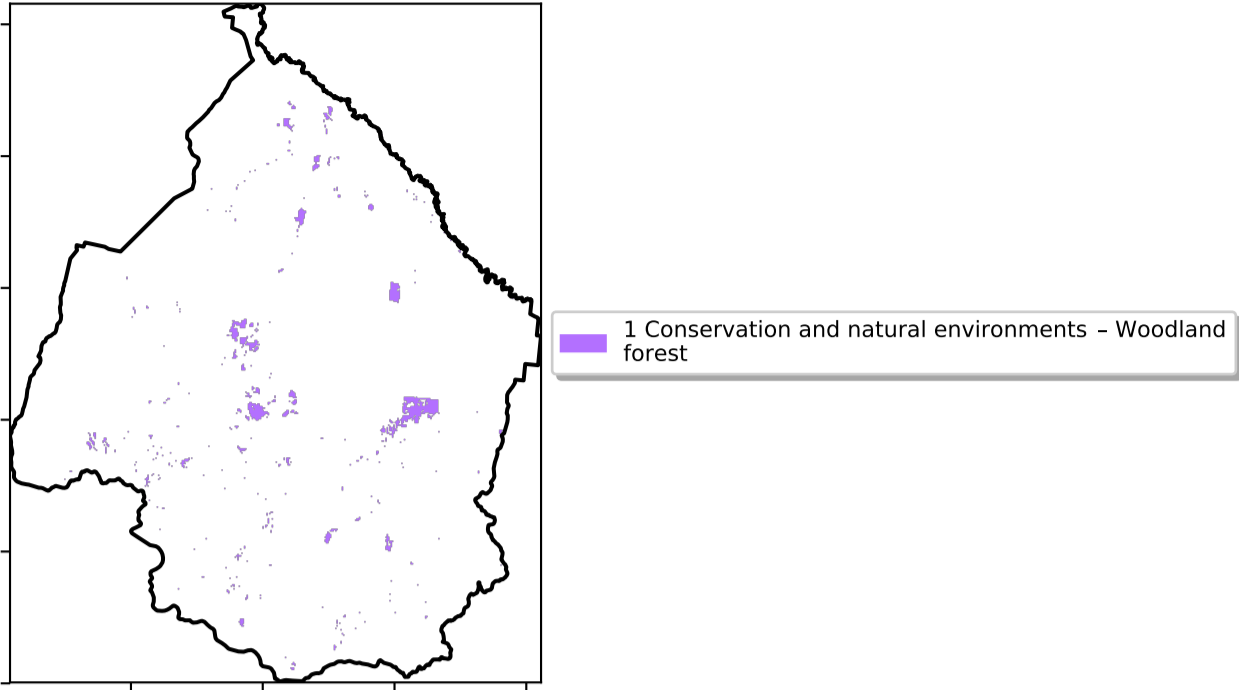 1 Conservation and natural environments – Woodland
forest